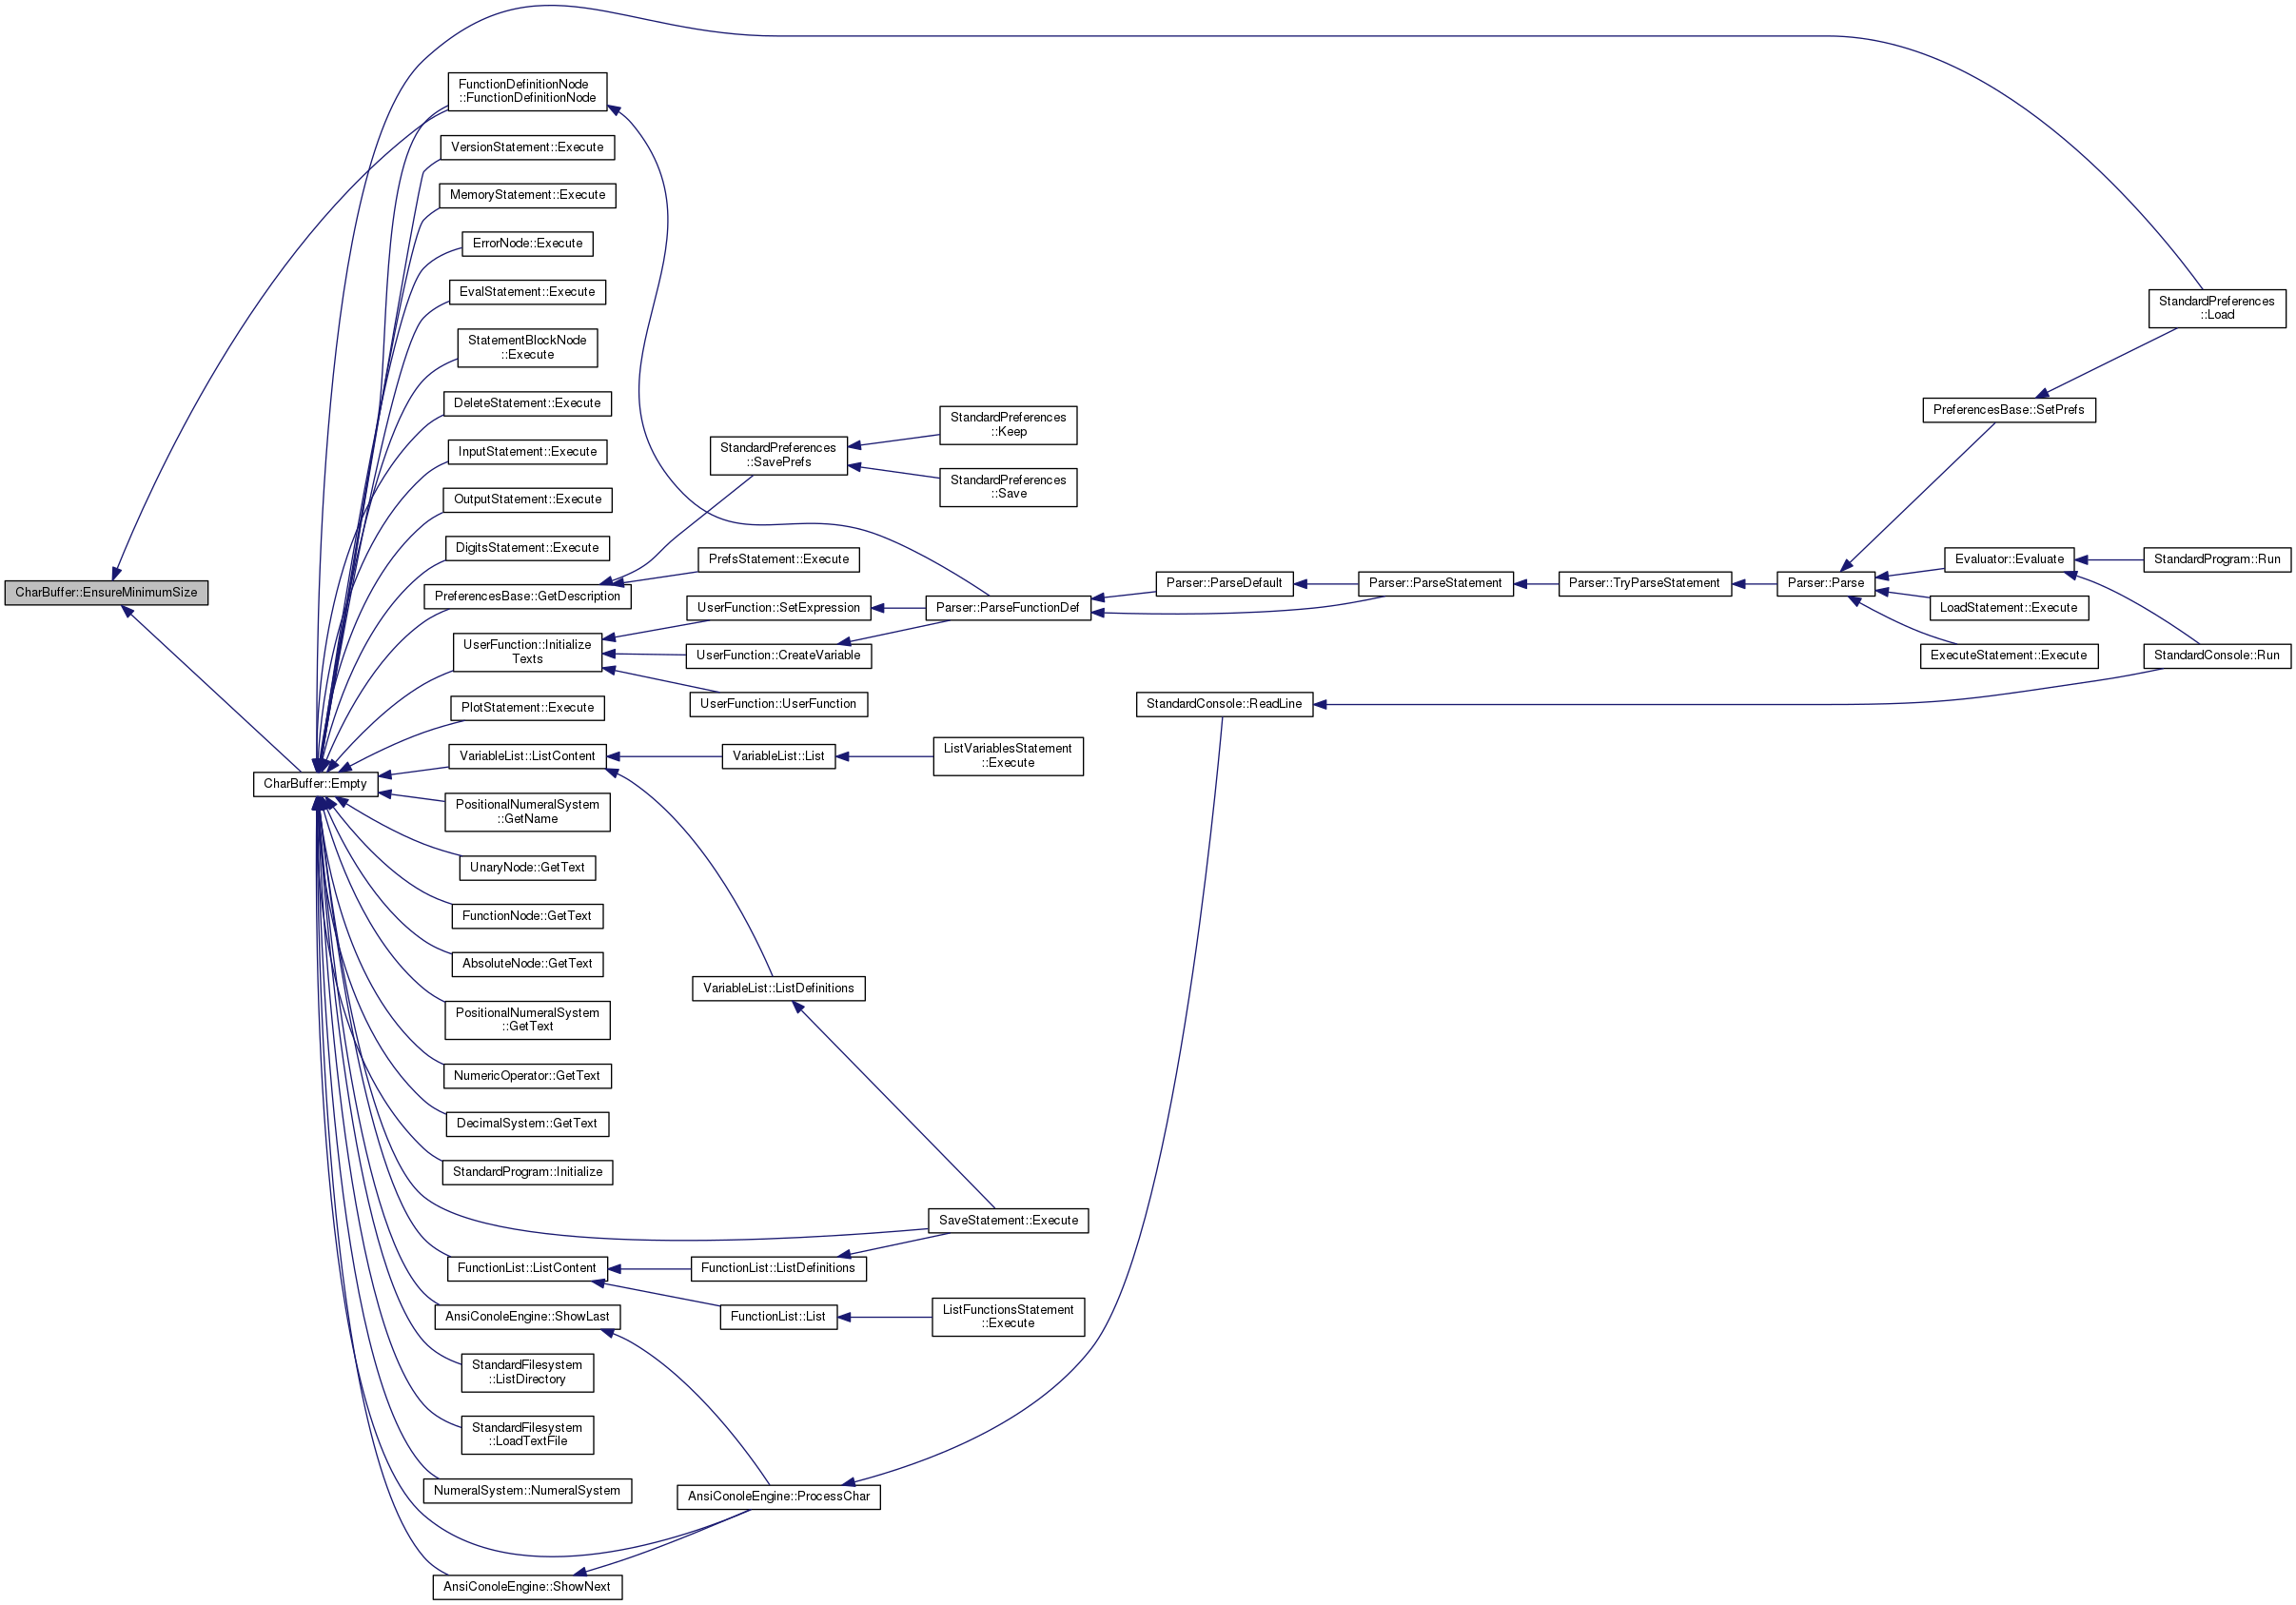 FunctionDefinitionNode
::FunctionDefinitionNode
VersionStatement::Execute
MemoryStatement::Execute
ErrorNode::Execute
EvalStatement::Execute
StatementBlockNode
::Execute
DeleteStatement::Execute
InputStatement::Execute
OutputStatement::Execute
DigitsStatement::Execute
PreferencesBase::GetDescription
UserFunction::Initialize
Texts
PlotStatement::Execute
VariableList::ListContent
PositionalNumeralSystem
::GetName
UnaryNode::GetText
FunctionNode::GetText
AbsoluteNode::GetText
PositionalNumeralSystem
::GetText
NumericOperator::GetText
DecimalSystem::GetText
StandardProgram::Initialize
FunctionList::ListContent
AnsiConoleEngine::ShowLast
StandardFilesystem
::ListDirectory
StandardFilesystem
::LoadTextFile
NumeralSystem::NumeralSystem
AnsiConoleEngine::ShowNext
CharBuffer::EnsureMinimumSize
CharBuffer::Empty
StandardPreferences
::SavePrefs
PrefsStatement::Execute
UserFunction::SetExpression
UserFunction::CreateVariable
UserFunction::UserFunction
VariableList::List
VariableList::ListDefinitions
FunctionList::ListDefinitions
FunctionList::List
AnsiConoleEngine::ProcessChar
StandardPreferences
::Keep
StandardPreferences
::Save
Parser::ParseFunctionDef
ListVariablesStatement
::Execute
SaveStatement::Execute
ListFunctionsStatement
::Execute
Parser::ParseDefault
StandardConsole::ReadLine
Parser::ParseStatement
Parser::TryParseStatement
Parser::Parse
PreferencesBase::SetPrefs
Evaluator::Evaluate
LoadStatement::Execute
ExecuteStatement::Execute
StandardPreferences
::Load
StandardProgram::Run
StandardConsole::Run